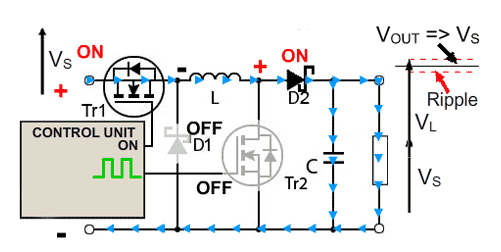 VOUT => VS
VS
ON
-
+
ON
+
L
D2
Tr1
Ripple
CONTROL UNIT
ON
OFF
D1
VL
C
OFF
Tr2
VS
-